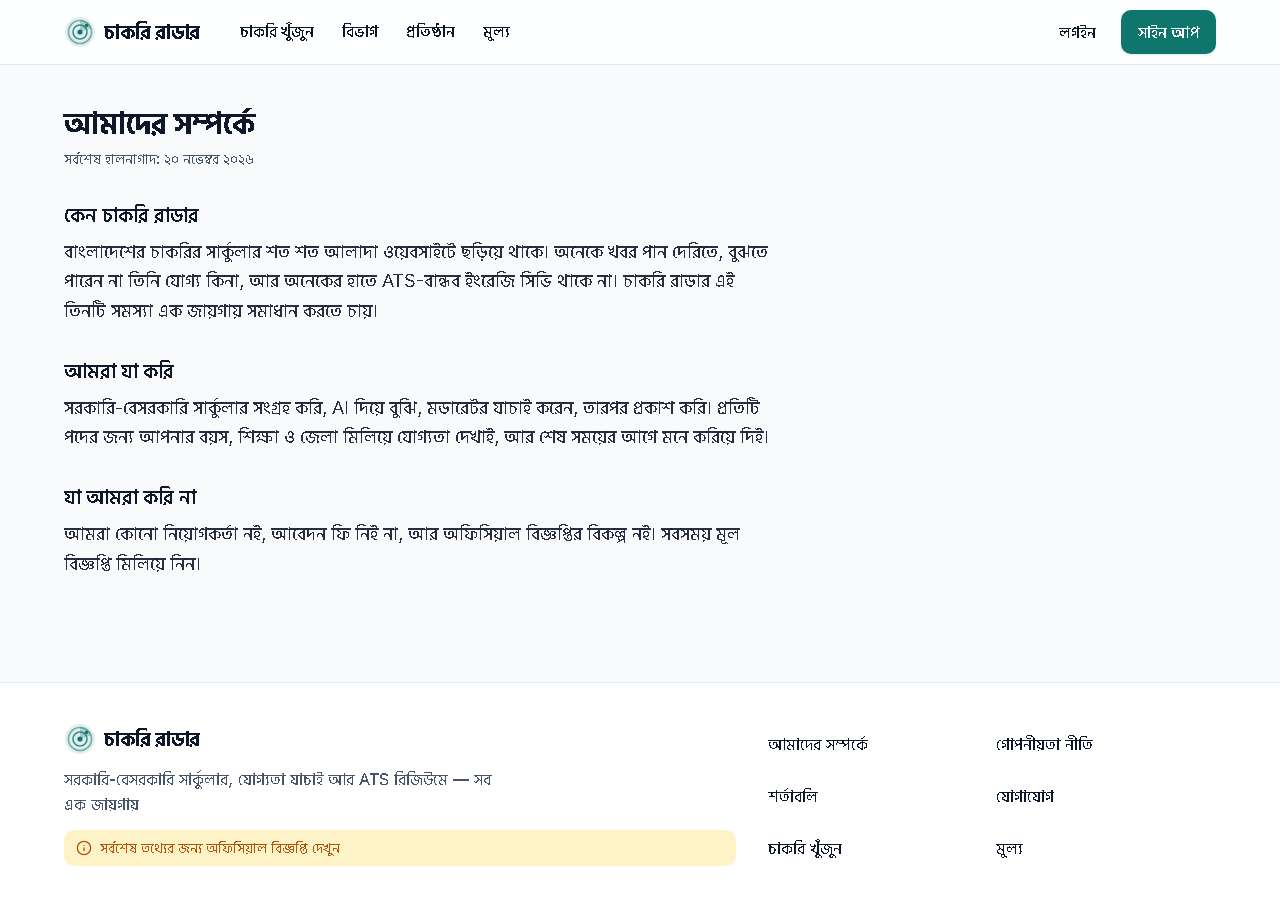 চাকরি রাডার
চাকরি খুঁজুন
বিভাগ
প্রতিষ্ঠান
মূল্য
লগইন
সাইন আপ
আমাদের সম্পর্কে
সর্বশেষ হালনাগাদ: ২০ নভেম্বর ২০২৬
কেন চাকরি রাডার
বাংলাদেশের চাকরির সার্কুলার শত শত আলাদা ওয়েবসাইটে ছড়িয়ে থাকে। অনেকে খবর পান দেরিতে, বুঝতে
পারেন না তিনি যোগ্য কিনা, আর অনেকের হাতে ATS-বান্ধব ইংরেজি সিভি থাকে না। চাকরি রাডার এই
তিনটি সমস্যা এক জায়গায় সমাধান করতে চায়।
আমরা যা করি
সরকারি-বেসরকারি সার্কুলার সংগ্রহ করি, AI দিয়ে বুঝি, মডারেটর যাচাই করেন, তারপর প্রকাশ করি। প্রতিটি
পদের জন্য আপনার বয়স, শিক্ষা ও জেলা মিলিয়ে যোগ্যতা দেখাই, আর শেষ সময়ের আগে মনে করিয়ে দিই।
যা আমরা করি না
আমরা কোনো নিয়োগকর্তা নই, আবেদন ফি নিই না, আর অফিসিয়াল বিজ্ঞপ্তির বিকল্প নই। সবসময় মূল
বিজ্ঞপ্তি মিলিয়ে নিন।
চাকরি রাডার
সরকারি-বেসরকারি সার্কুলার, যোগ্যতা যাচাই আর ATS রিজিউমে — সব
এক জায়গায়
সর্বশেষ তথ্যের জন্য অফিসিয়াল বিজ্ঞপ্তি দেখুন
আমাদের সম্পর্কে
গোপনীয়তা নীতি
শর্তাবলি
যোগাযোগ
চাকরি খুঁজুন
মূল্য